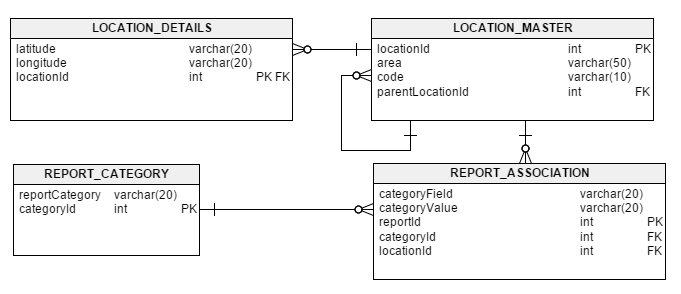 LOCATION_DETAILS
latitude varchar(20)
longitude varchar(20)
locationId int PK FK
LOCATION_MASTER
locationId int PK
area varchar(50)
code varchar(10)
parentLocationId int FK
REPORT_CATEGORY
reportCategory varchar(20)
categoryId int PK
REPORT_ASSOCIATION
categoryField varchar(20)
categoryValue varchar(20)
reportId int PK
categoryId int FK
locationId int FK